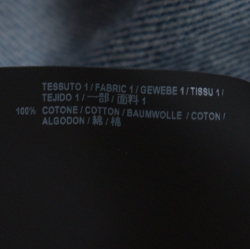 TESSUTO 1 / FABRIC 1 / GEWEBE 1 / TISSU 1 /
TEJIDO 1 / 一部 / 面料 1
100% COTONE / COTTON / BAUMWOLLE / COTON /
ALGODON / 綿 / 棉